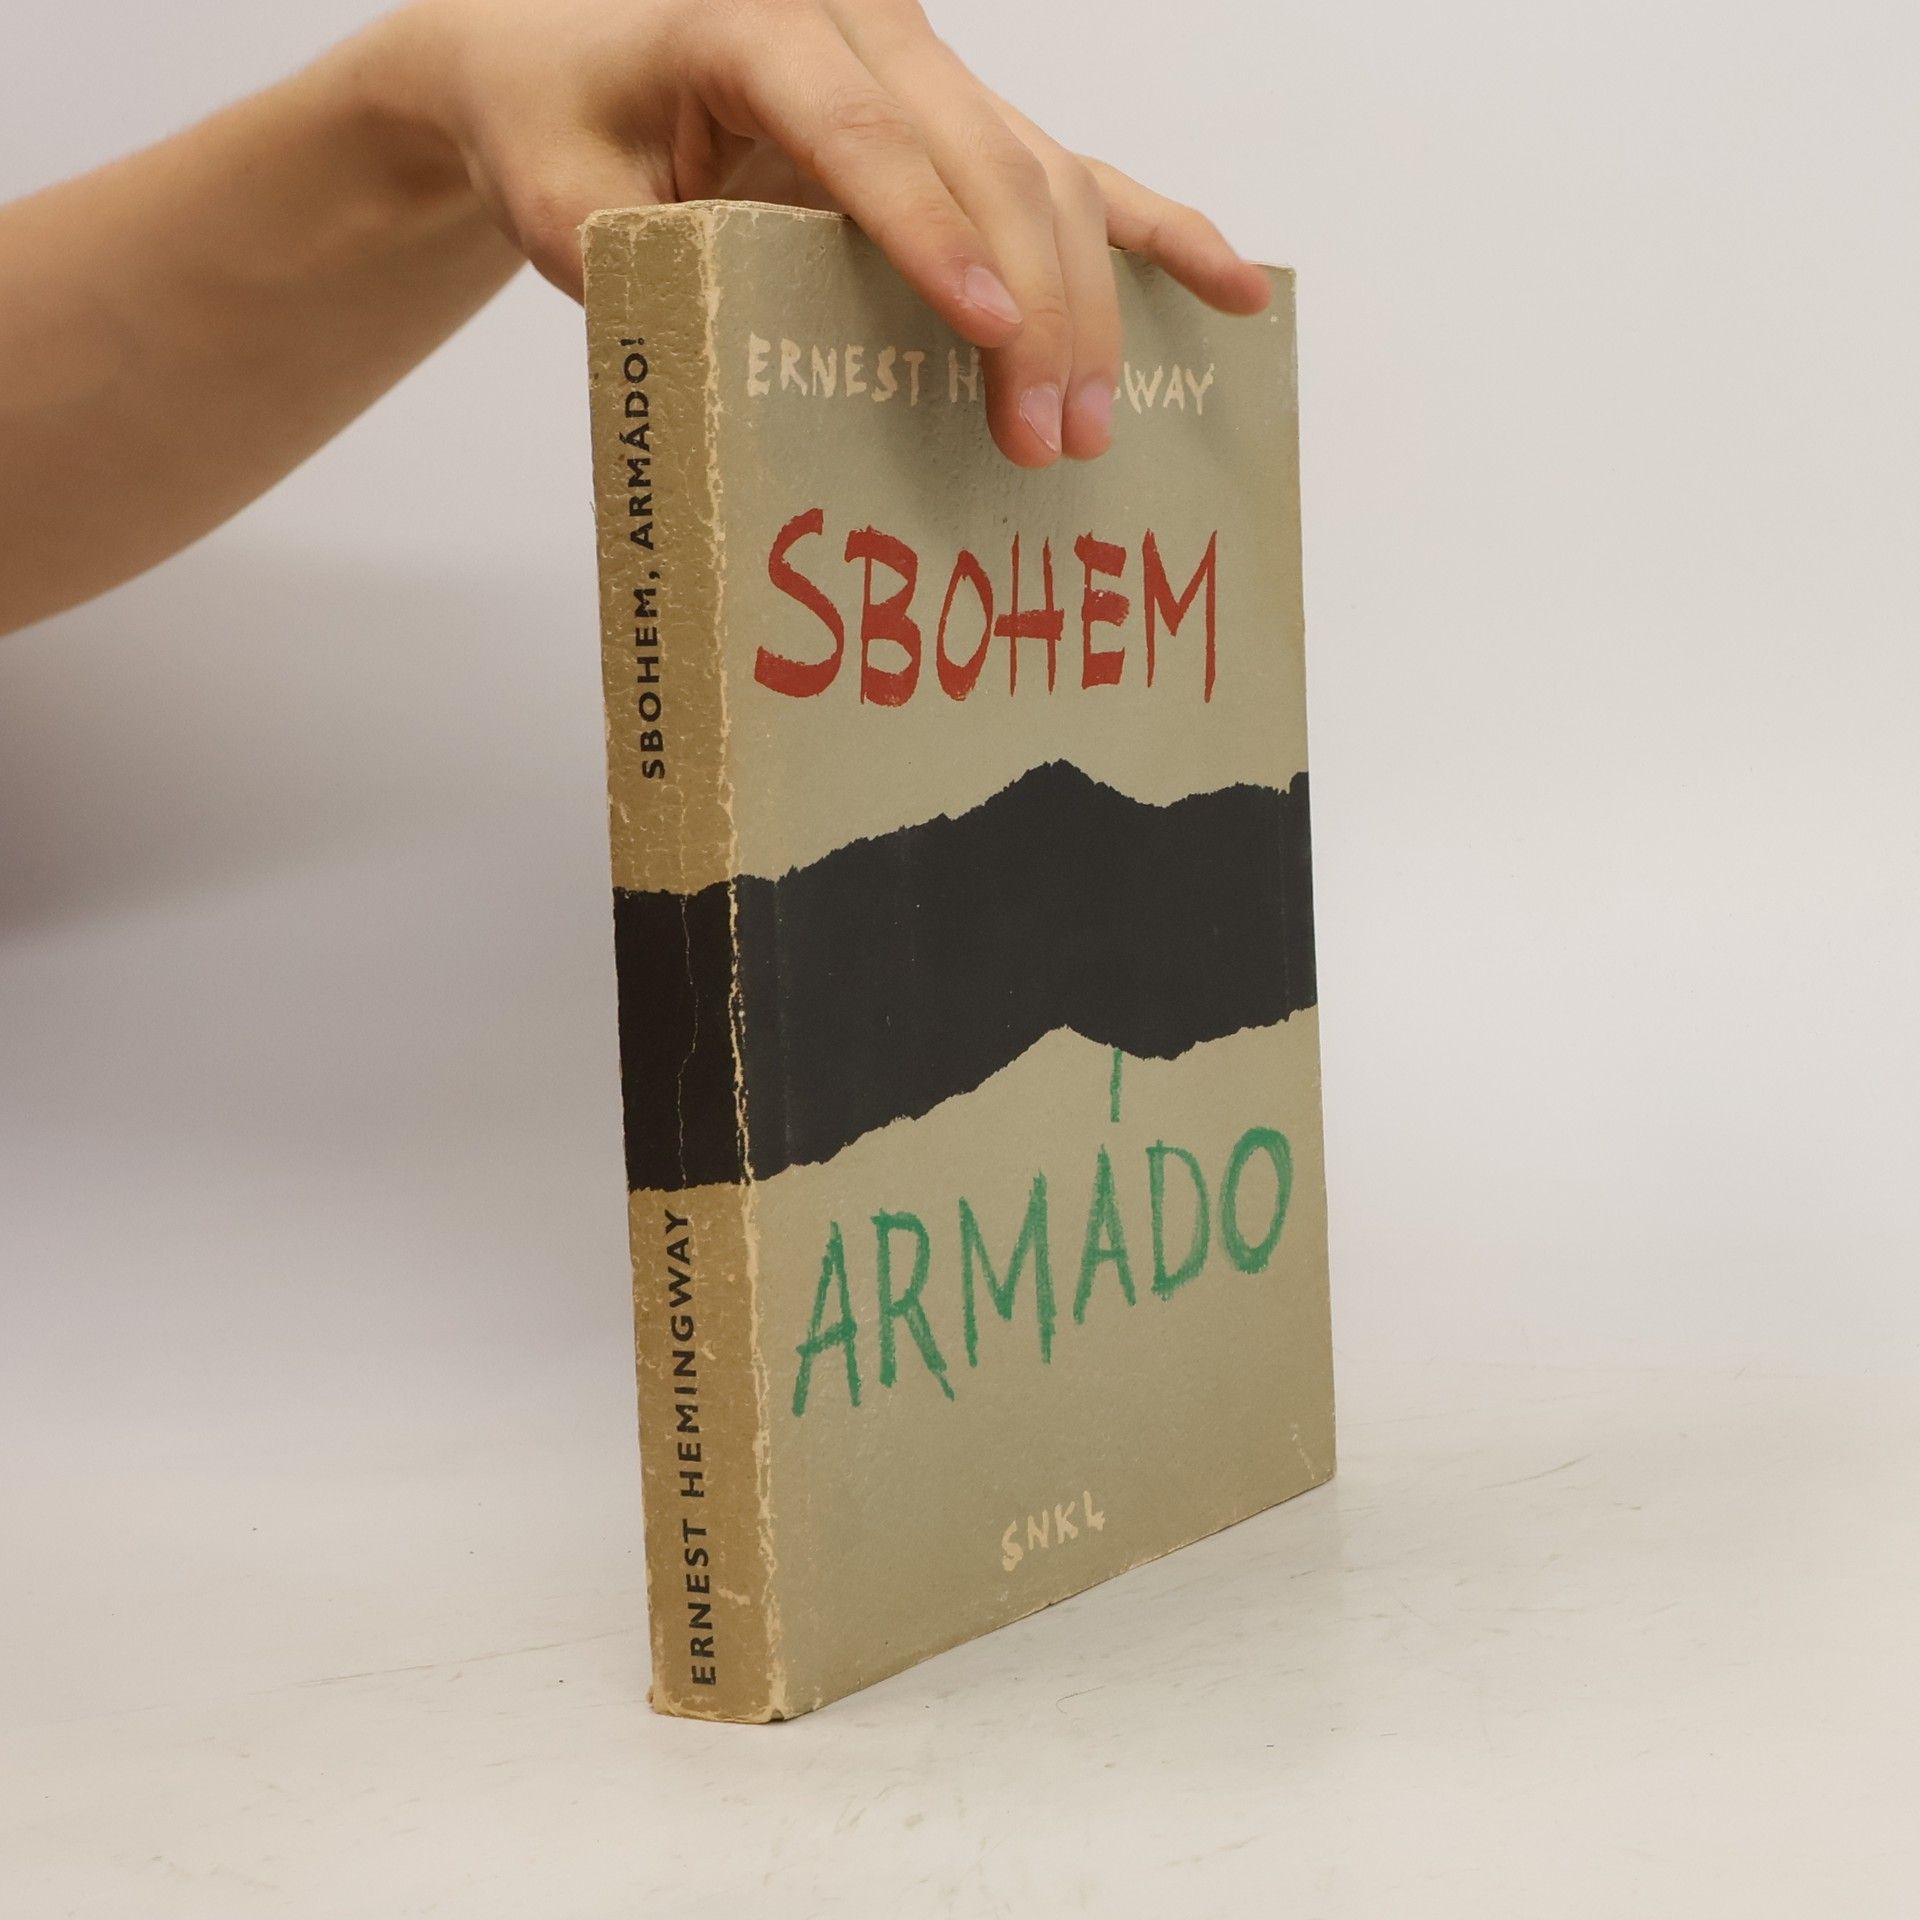 SBOHEM, ARMÁDO!
ERNEST HEMINGWAY
ERNEST
SBOHEM
ARMÁDO
SNKL